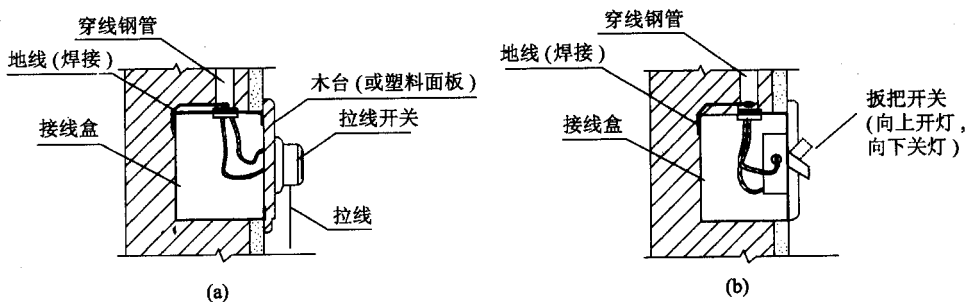 穿线钢管
地线(焊接)
木台(或塑料面板)
拉线开关
接线盒
拉线
(a)
穿线钢管
地线(焊接)
接线盒
扳把开关
(向上开灯，
向下关灯)
(b)